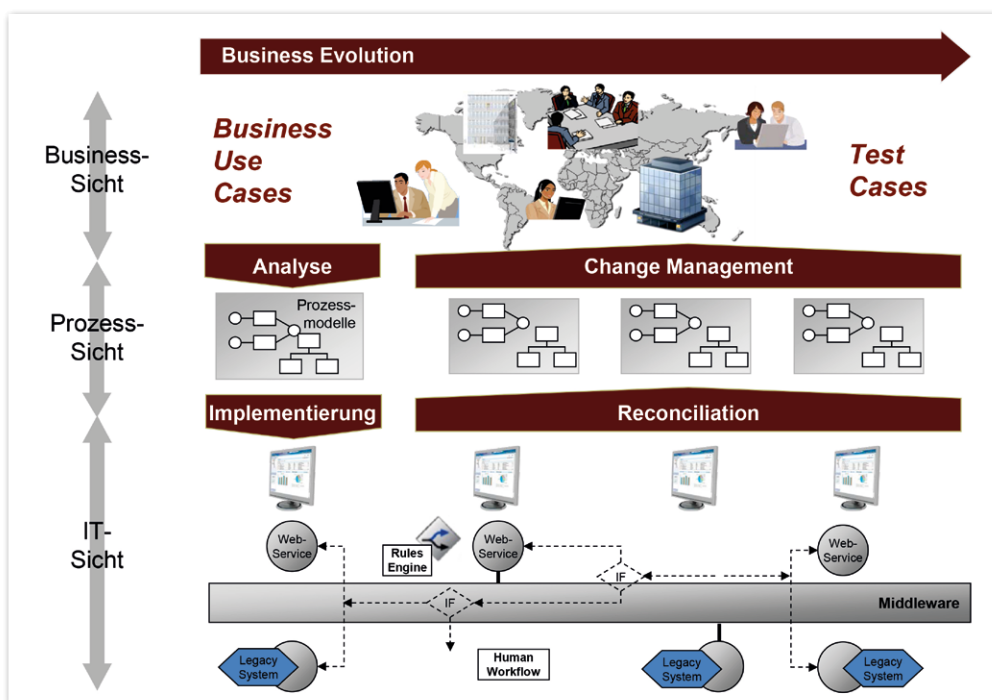 Business Evolution
Business-
Sicht
Business
Use
Cases
Test
Cases
Analyse
Change Management
Prozess-
Sicht
Prozess-
modelle
Implementierung
Reconciliation
IT-
Sicht
Web-
Service
Rules
Engine
Web-
Service
IF
Web-
Service
IF
Middleware
Legacy
System
Human
Workflow
Legacy
System
Legacy
System